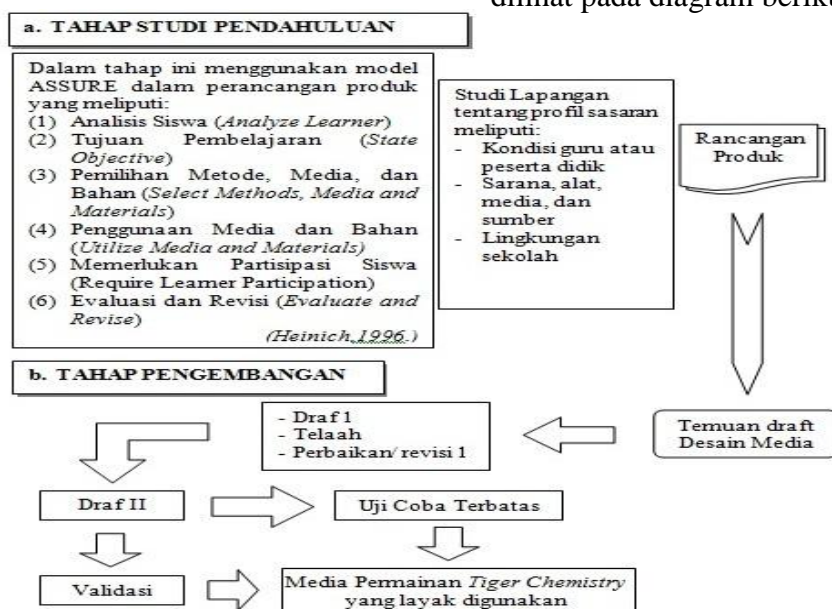 dilihat pada diagram beriku
a. TAHAP STUDI PENDAHULUAN
Dalam tahap ini menggunakan model
ASSURE dalam perancangan produk
yang meliputi:
(1) Analisis Siswa (Analyze Learner)
(2) Tujuan Pembelajaran (State
Objective)
(3) Pemilihan Metode, Media, dan
Bahan (Select Methods, Media and
Materials)
(4) Penggunaan Media dan Bahan
(Utilize Media and Materials)
(5) Memerlukan Partisipasi Siswa
(Require Learner Participation)
(6) Evaluasi dan Revisi (Evaluate and
Revise)
(Heinich,1996.)
Studi Lapangan
tentang profil sasaran
meliputi:
- Kondisi guru atau
peserta didik
- Sarana, alat,
media, dan
sumber
- Lingkungan
sekolah
Rancangan
Produk
b. TAHAP PENGEMBANGAN
- Draf 1
- Telaah
- Perbaikan/ revisi 1
Temuan draft
Desain Media
Draf II
Uji Coba Terbatas
Validasi
Media Permainan Tiger Chemistry
yang layak digunakan